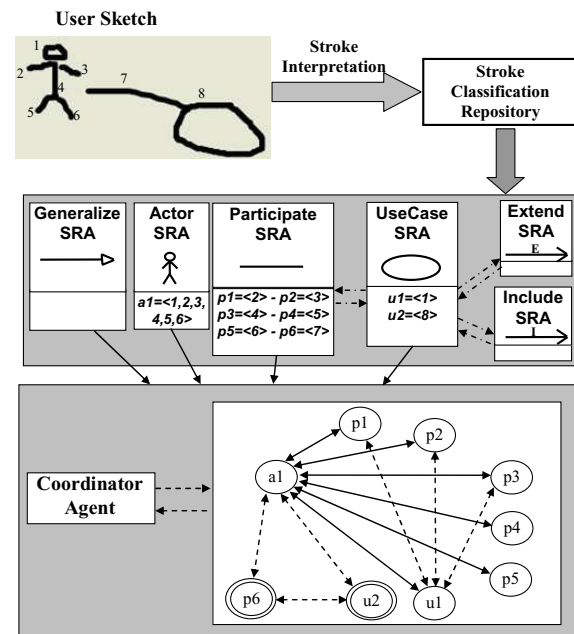 User Sketch
1
2
3
4
5
6
7
8
Stroke
Interpretation
Stroke
Classification
Repository
Generalize
SRA
Actor
SRA
a1=<1,2,3,
4,5,6>
Participate
SRA
p1=<2> - p2=<3>
p3=<4> - p4=<5>
p5=<6> - p6=<7>
UseCase
SRA
u1=<1>
u2=<8>
Extend
SRA
E
Include
SRA
I
Coordinator
Agent
p1
p2
a1
p3
p4
p5
p6
u2
u1